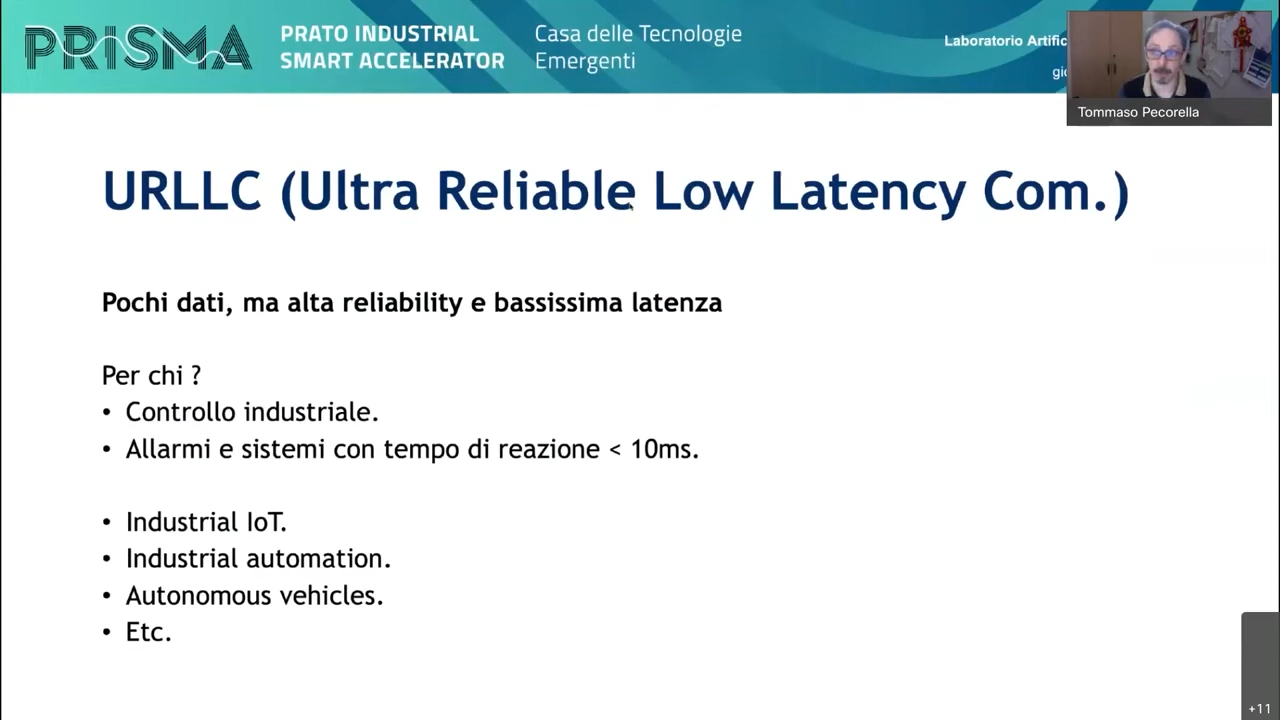 PRISMA
PRATO INDUSTRIAL
SMART ACCELERATOR
Casa delle Tecnologie
Emergenti
Laboratorio Artific
gio
Tommaso Pecorella
URLLC (Ultra Reliable Low Latency Com.)
Pochi dati, ma alta reliability e bassissima latenza
Per chi ?
• Controllo industriale.
• Allarmi e sistemi con tempo di reazione < 10ms.
• Industrial IoT.
• Industrial automation.
• Autonomous vehicles.
• Etc.
+11